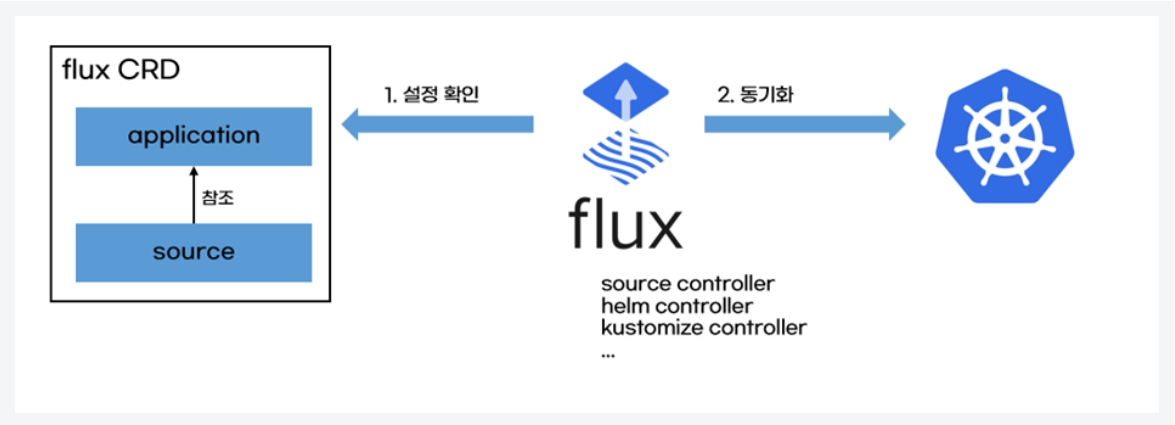 flux CRD
application
참조
source
1. 설정 확인
flux
source controller
helm controller
kustomize controller
...
2. 동기화